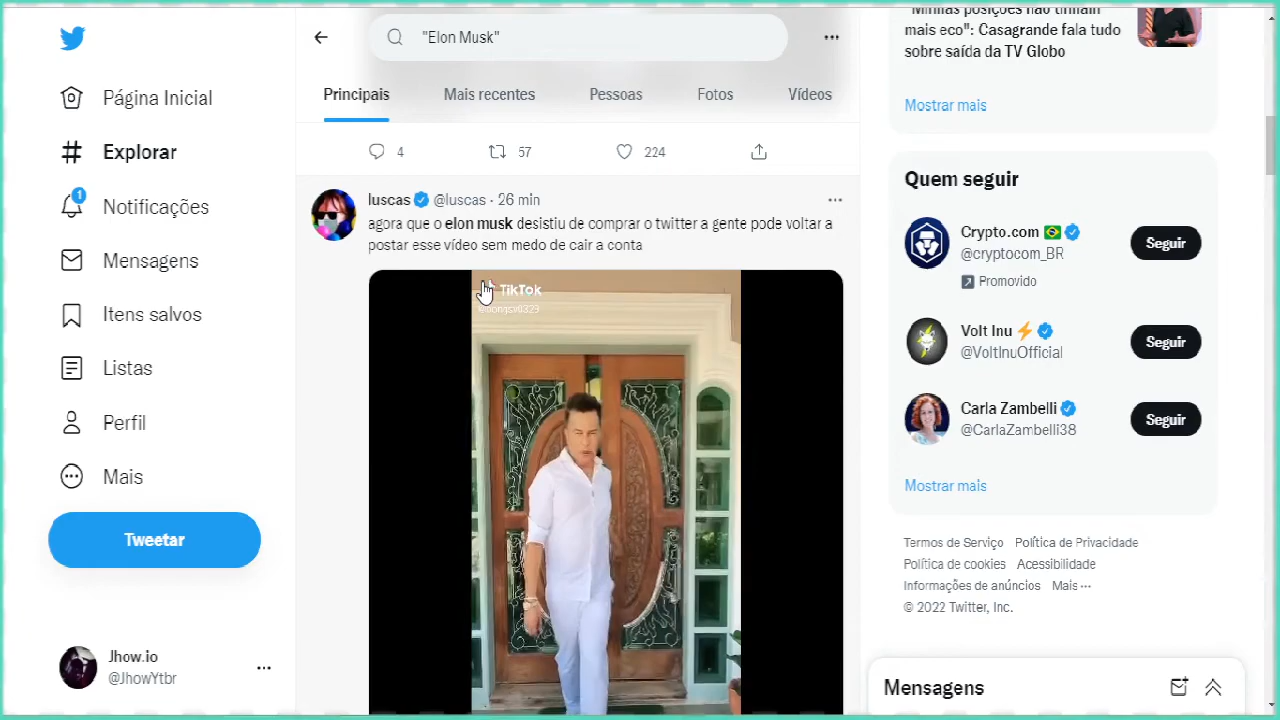 Página Inicial
Explorar
1
Notificações
Mensagens
Itens salvos
Listas
Perfil
Mais
Tweetar
Jhow.io
@JhowYtbr
"Elon Musk"
Principais
Mais recentes
Pessoas
Fotos
Vídeos
4
57
224
luscas @luscas · 26 min
agora que o elon musk desistiu de comprar o twitter a gente pode voltar a
postar esse vídeo sem medo de cair a conta
TikTok
"Minhas posições não tinham
mais eco": Casagrande fala tudo
sobre saída da TV Globo
Mostrar mais
Quem seguir
Crypto.com
@cryptocom_BR
Promovido
Seguir
Volt Inu
@VoltInuOfficial
Seguir
Carla Zambelli
@CarlaZambelli38
Seguir
Mostrar mais
Termos de Serviço Política de Privacidade
Política de cookies Acessibilidade
Informações de anúncios Mais
© 2022 Twitter, Inc.
Mensagens